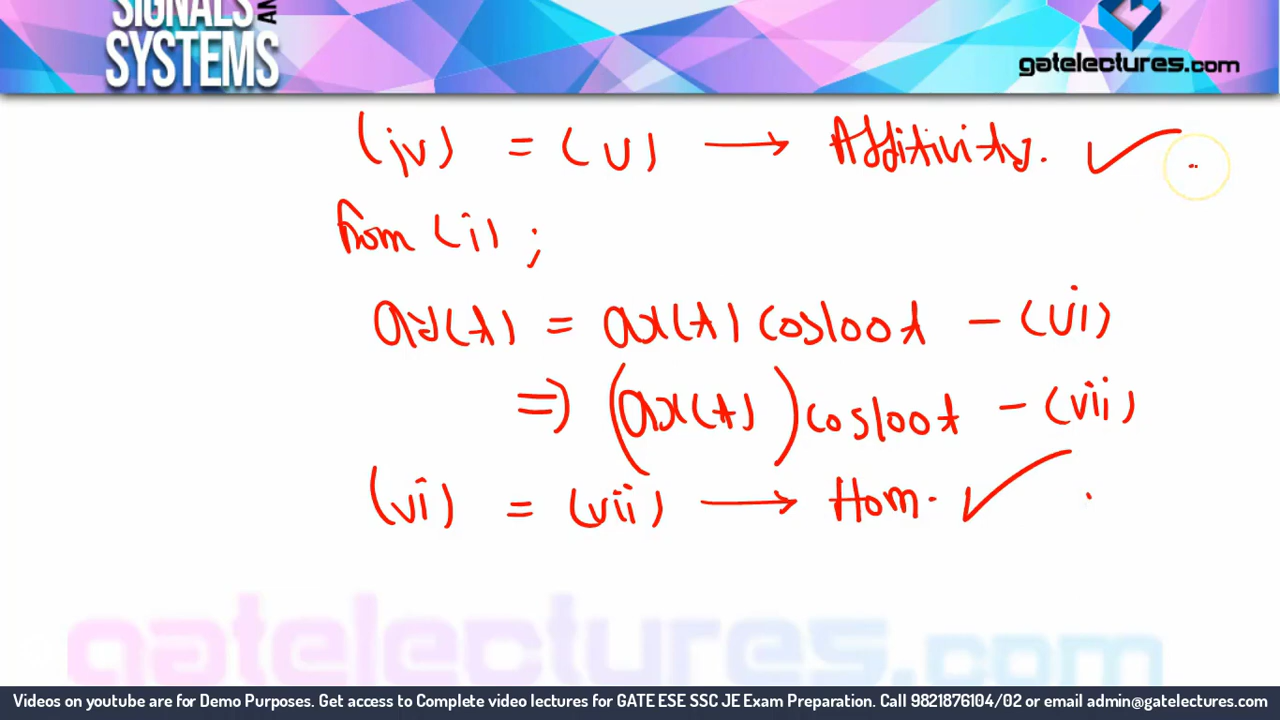 SIGNALS AN
SYSTEMS
gatelectures.com
(iv) = (v) → Additivity. ✓
from (i) ;
ay(t) = ax(t) cos100t - (vi)
⇒ (ax(t)) cos100t - (vii)
(vi) = (vii) → Hom. ✓
gatelectures.com
Videos on youtube are for Demo Purposes. Get access to Complete video lectures for GATE ESE SSC JE Exam Preparation. Call 9821876104/02 or email admin@gatelectures.com